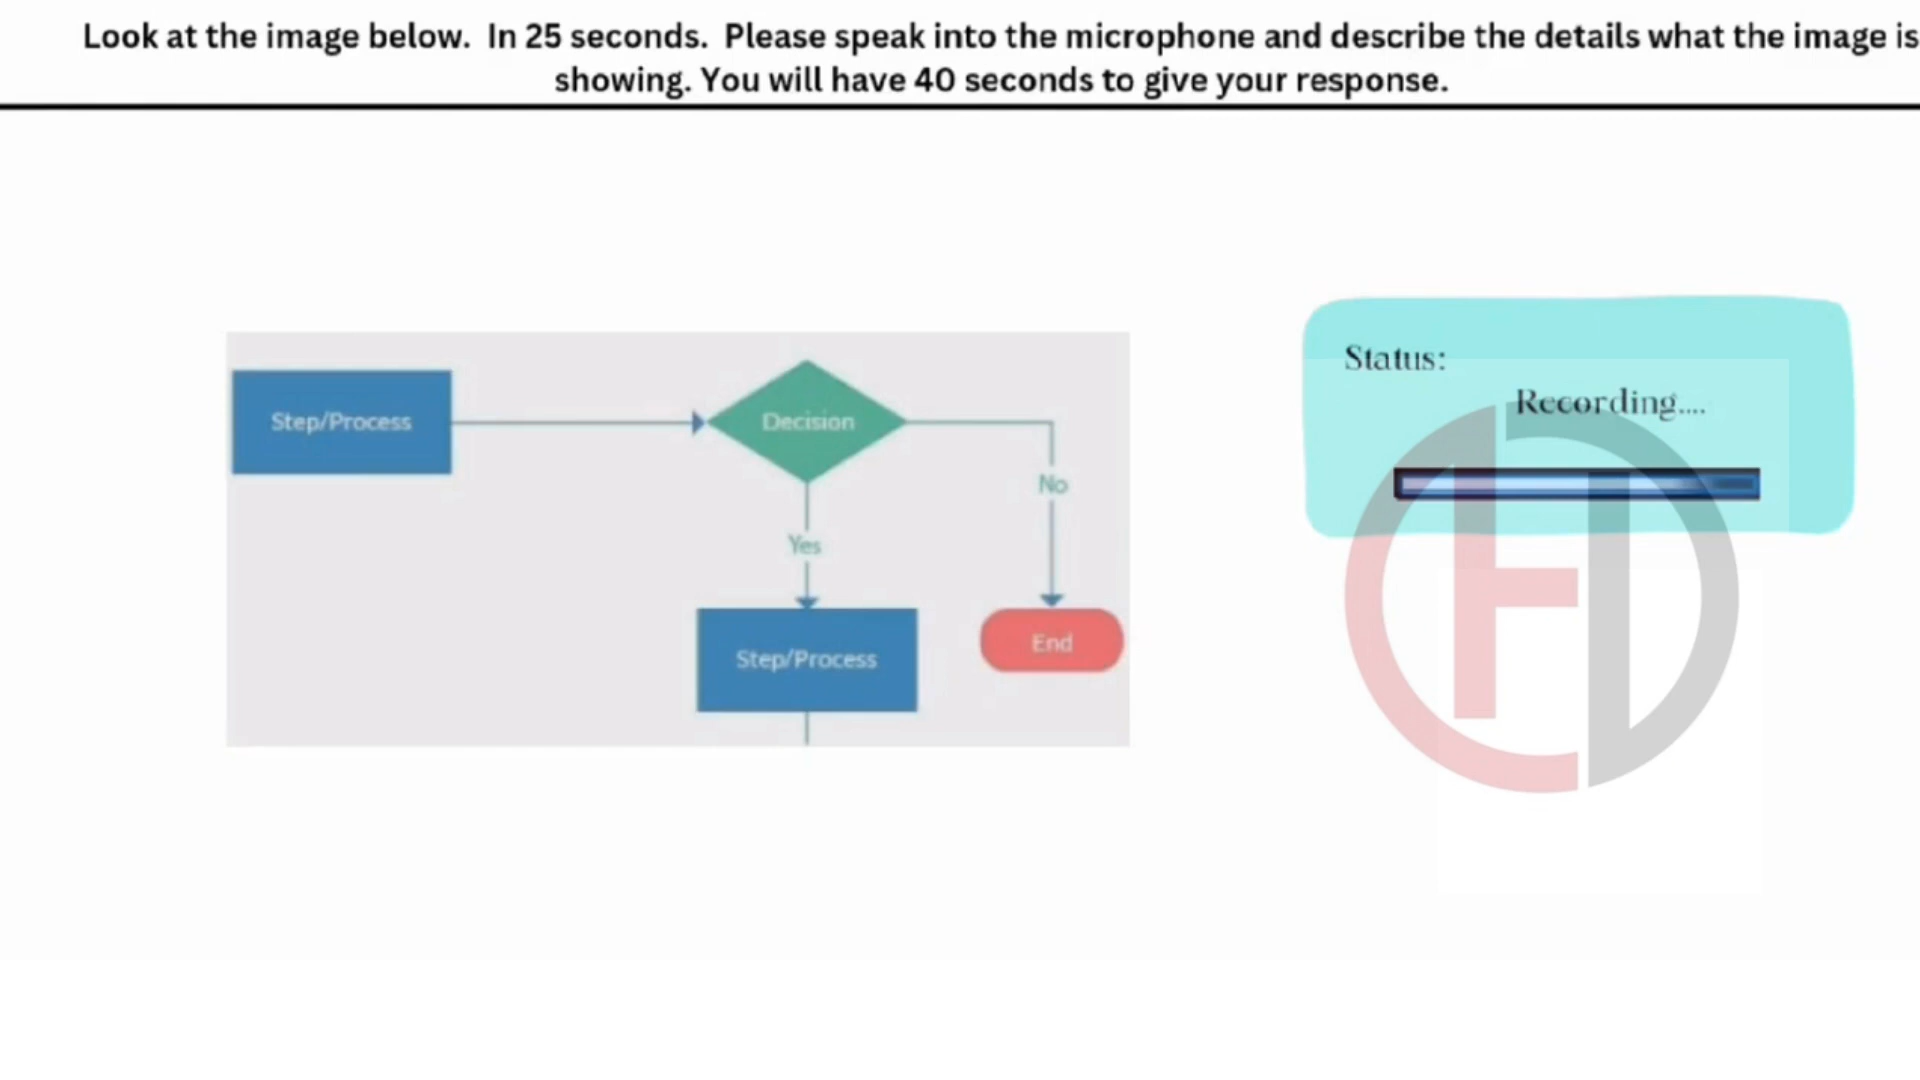 Look at the image below. In 25 seconds. Please speak into the microphone and describe the details what the image is
showing. You will have 40 seconds to give your response.
Step/Process
Decision
No
Yes
Step/Process
End
Status:
Recording....